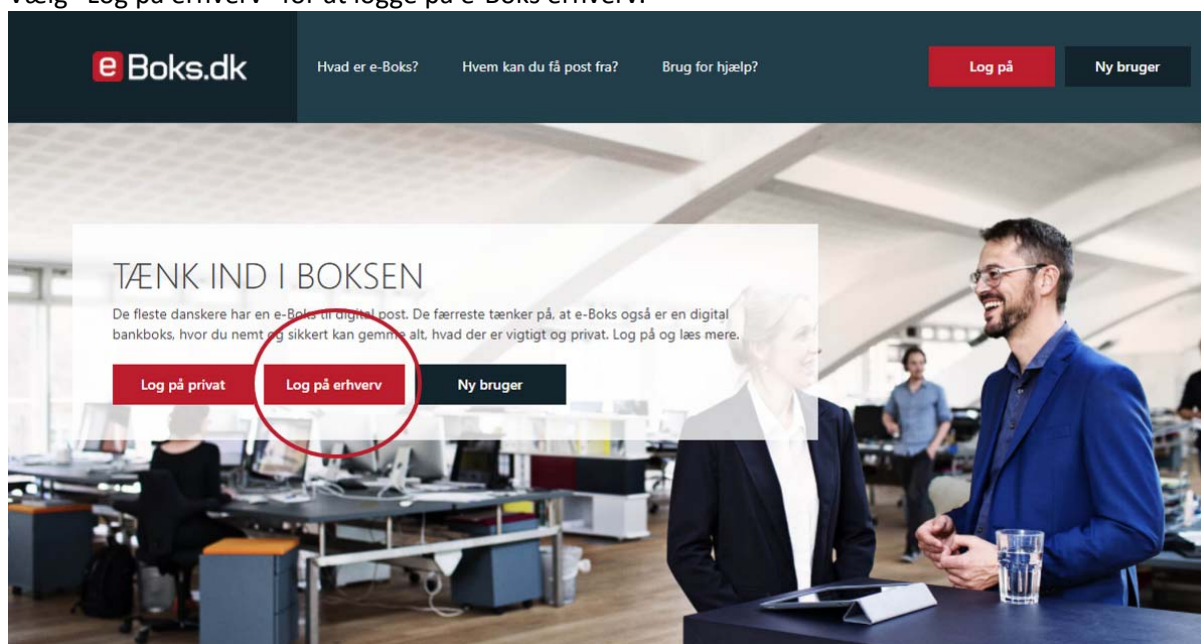 Vælg "Log på erhverv" for at logge på e-Boks erhverv.
e Boks.dk
Hvad er e-Boks?
Hvem kan du få post fra?
Brug for hjælp?
Log på
Ny bruger
TÆNK IND I BOKSEN
De fleste danskere har en e-Boks til digital post. De færreste tænker på, at e-Boks også er en digital
bankboks, hvor du nemt og sikkert kan gemme alt, hvad der er vigtigt og privat. Log på og læs mere.
Log på privat
Log på erhverv
Ny bruger